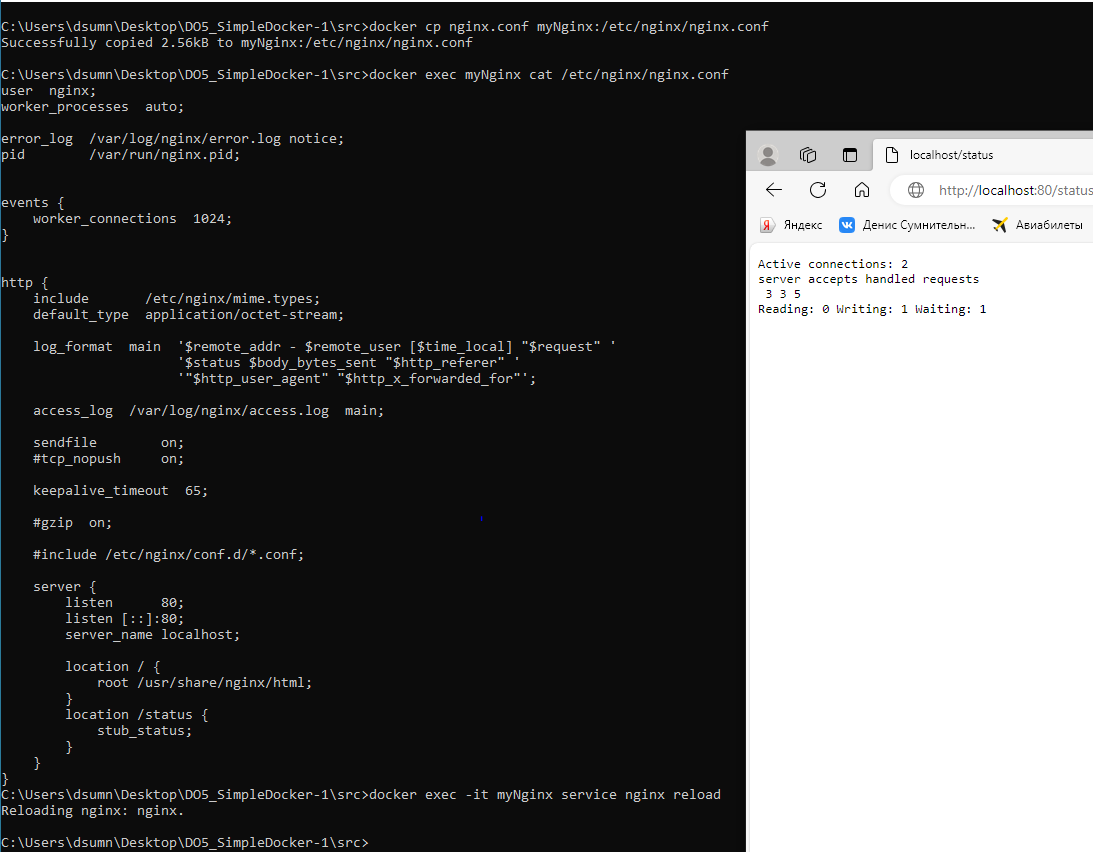 C:\Users\dsumn\Desktop\DO5_SimpleDocker-1\src>docker cp nginx.conf myNginx:/etc/nginx/nginx.conf
Successfully copied 2.56kB to myNginx:/etc/nginx/nginx.conf
C:\Users\dsumn\Desktop\DO5_SimpleDocker-1\src>docker exec myNginx cat /etc/nginx/nginx.conf
user  nginx;
worker_processes  auto;
error_log  /var/log/nginx/error.log notice;
pid        /var/run/nginx.pid;
events {
    worker_connections  1024;
}
http {
    include       /etc/nginx/mime.types;
    default_type  application/octet-stream;
    log_format  main  '$remote_addr - $remote_user [$time_local] "$request" '
                      '$status $body_bytes_sent "$http_referer" '
                      '"$http_user_agent" "$http_x_forwarded_for"';
    access_log  /var/log/nginx/access.log  main;
    sendfile        on;
    #tcp_nopush     on;
    keepalive_timeout  65;
    #gzip  on;
    #include /etc/nginx/conf.d/*.conf;
    server {
        listen      80;
        listen [::]:80;
        server_name localhost;
        location / {
            root /usr/share/nginx/html;
        }
        location /status {
            stub_status;
        }
    }
}
C:\Users\dsumn\Desktop\DO5_SimpleDocker-1\src>docker exec -it myNginx service nginx reload
Reloading nginx: nginx.
C:\Users\dsumn\Desktop\DO5_SimpleDocker-1\src>
localhost/status
http://localhost:80/status
Я Яндекс
Денис Сумнительн...
Авиабилеты
Active connections: 2
server accepts handled requests
 3 3 5
Reading: 0 Writing: 1 Waiting: 1